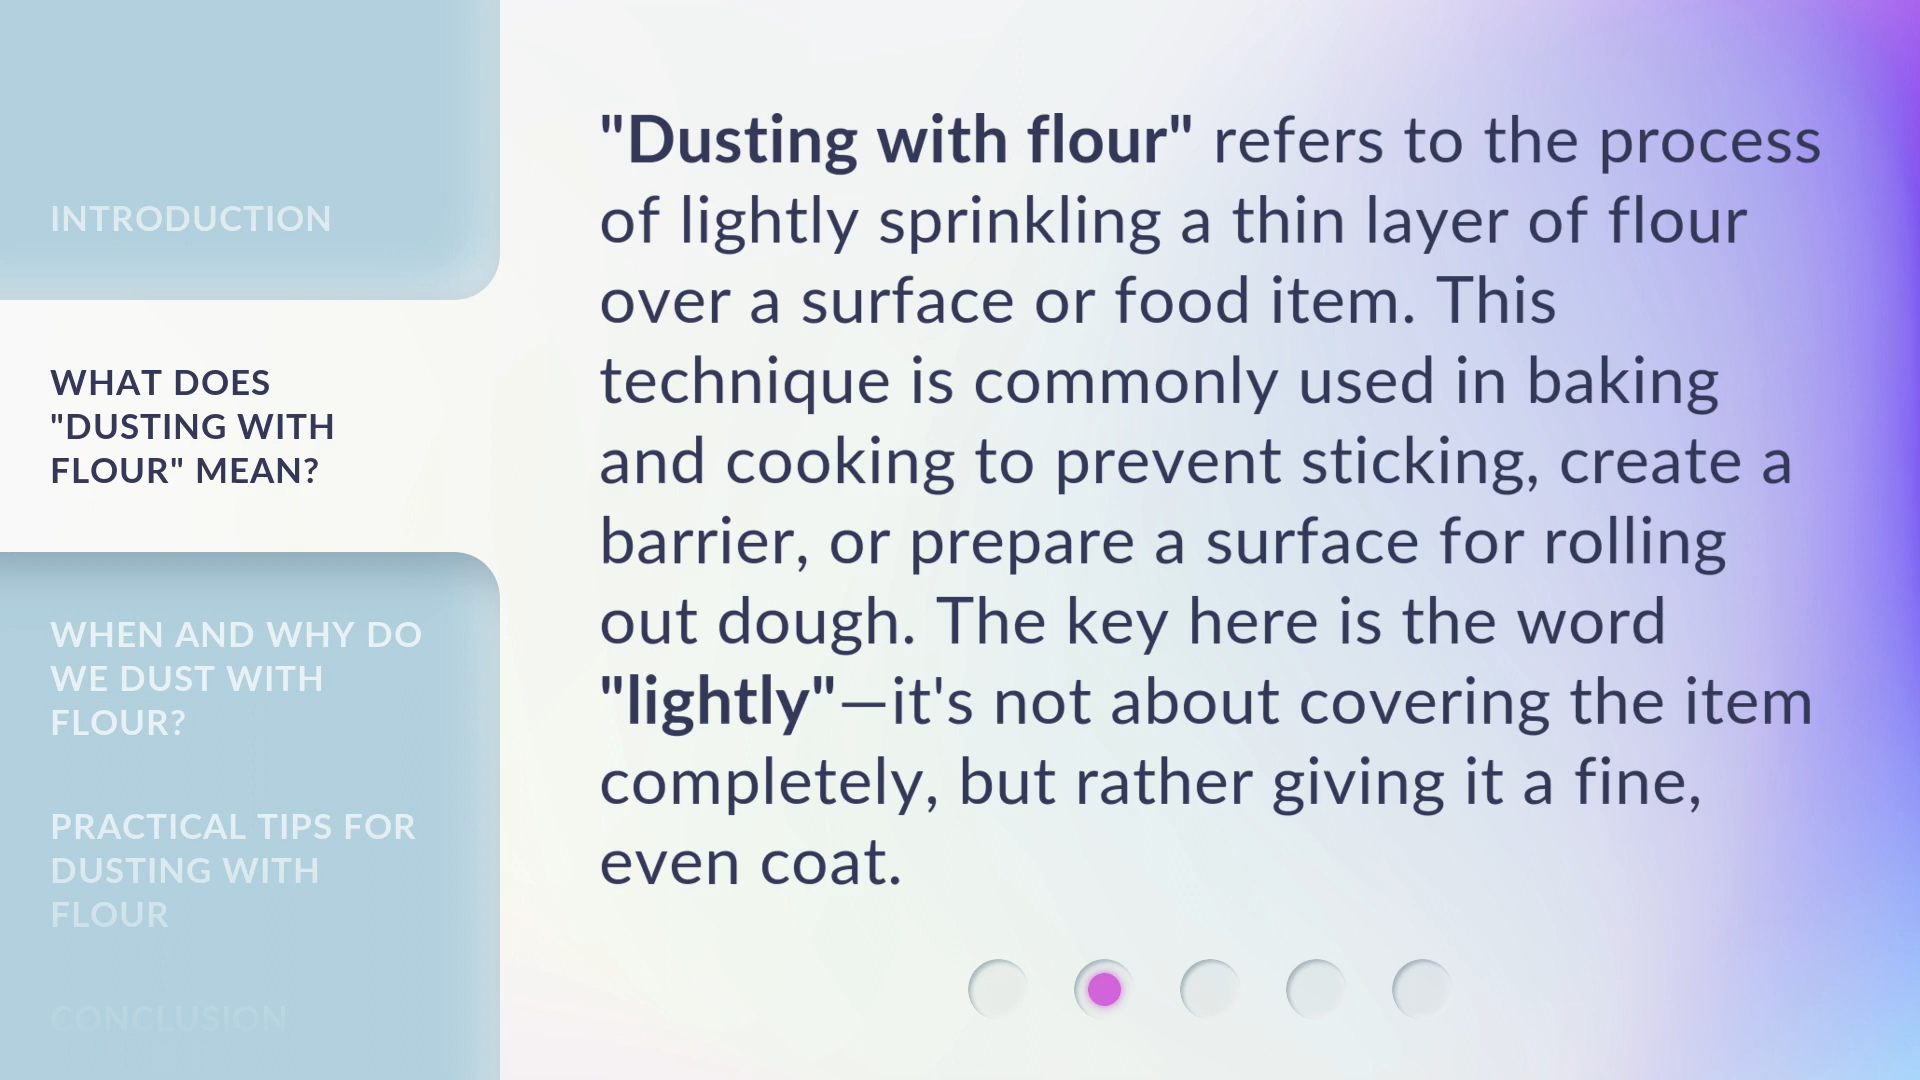 INTRODUCTION
WHAT DOES
"DUSTING WITH
FLOUR" MEAN?
WHEN AND WHY DO
WE DUST WITH
FLOUR?
PRACTICAL TIPS FOR
DUSTING WITH
FLOUR
CONCLUSION
"Dusting with flour" refers to the process
of lightly sprinkling a thin layer of flour
over a surface or food item. This
technique is commonly used in baking
and cooking to prevent sticking, create a
barrier, or prepare a surface for rolling
out dough. The key here is the word
"lightly"—it's not about covering the item
completely, but rather giving it a fine,
even coat.